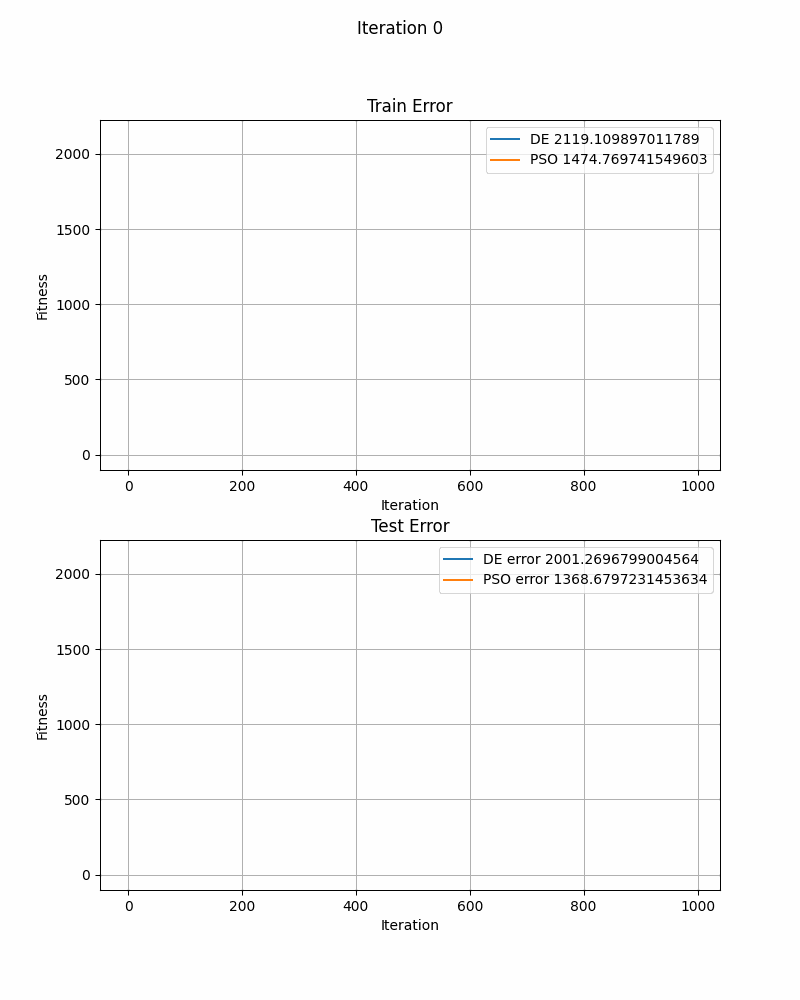 Iteration 0
Train Error
DE 2119.109897011789
PSO 1474.769741549603
2000
1500
1000
500
0
Fitness
0 200 400 600 800 1000
Iteration
Test Error
DE error 2001.2696799004564
PSO error 1368.6797231453634
2000
1500
1000
500
0
Fitness
0 200 400 600 800 1000
Iteration